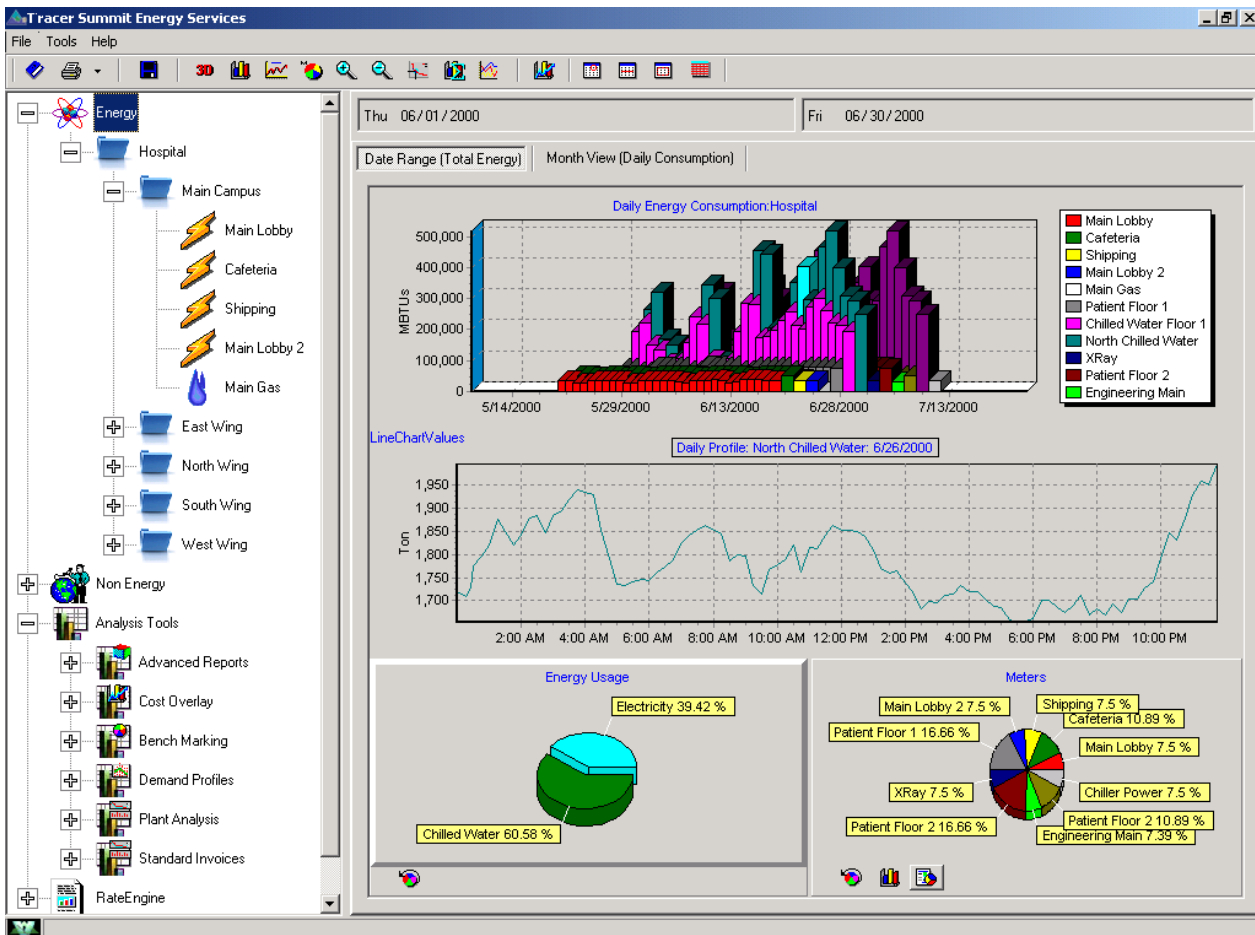 Tracer Summit Energy Services
File Tools Help
3D
Energy
Hospital
Main Campus
Main Lobby
Cafeteria
Shipping
Main Lobby 2
Main Gas
East Wing
North Wing
South Wing
West Wing
Non Energy
Analysis Tools
Advanced Reports
Cost Overlay
Bench Marking
Demand Profiles
Plant Analysis
Standard Invoices
RateEngine
Thu 06/01/2000
Fri 06/30/2000
Date Range (Total Energy)
Month View (Daily Consumption)
Daily Energy Consumption:Hospital
MBTUs
500,000
400,000
300,000
200,000
100,000
0
5/14/2000 5/29/2000 6/13/2000 6/28/2000 7/13/2000
Main Lobby
Cafeteria
Shipping
Main Lobby 2
Main Gas
Patient Floor 1
Chilled Water Floor 1
North Chilled Water
XRay
Patient Floor 2
Engineering Main
LineChartValues
Daily Profile: North Chilled Water: 6/26/2000
Ton
1,950
1,900
1,850
1,800
1,750
1,700
2:00 AM 4:00 AM 6:00 AM 8:00 AM 10:00 AM 12:00 PM 2:00 PM 4:00 PM 6:00 PM 8:00 PM 10:00 PM
Energy Usage
Electricity 39.42 %
Chilled Water 60.58 %
Meters
Main Lobby 2 7.5 %
Shipping 7.5 %
Cafeteria 10.89 %
Patient Floor 1 16.66 %
Main Lobby 7.5 %
XRay 7.5 %
Chiller Power 7.5 %
Patient Floor 2 16.66 %
Patient Floor 2 10.89 %
Engineering Main 7.39 %